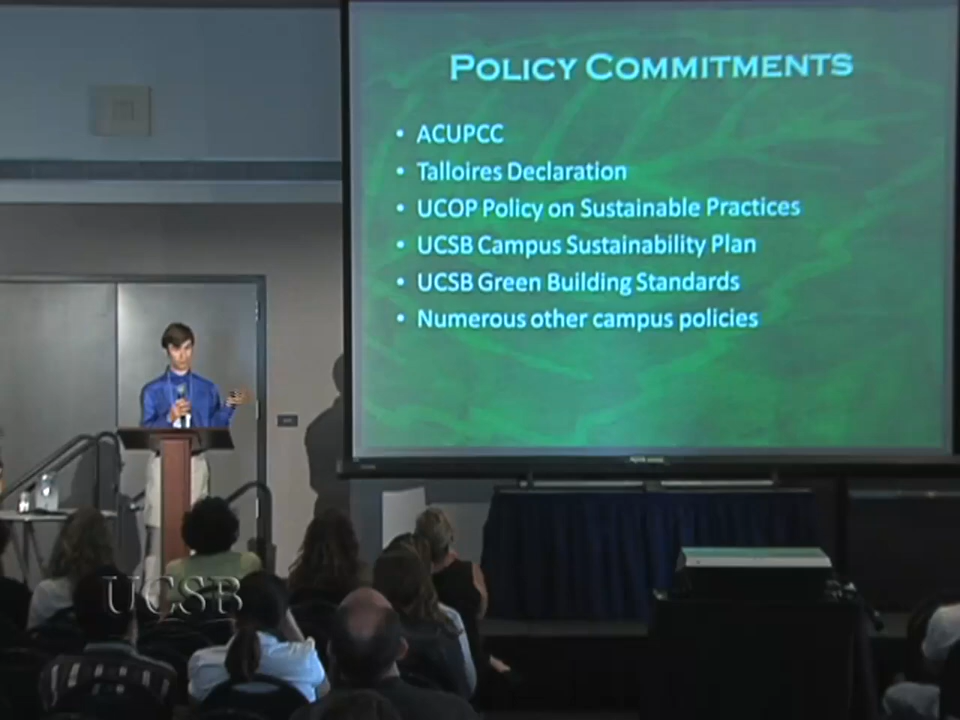 POLICY COMMITMENTS
• ACUPCC
• Talloires Declaration
• UCOP Policy on Sustainable Practices
• UCSB Campus Sustainability Plan
• UCSB Green Building Standards
• Numerous other campus policies
UCSB